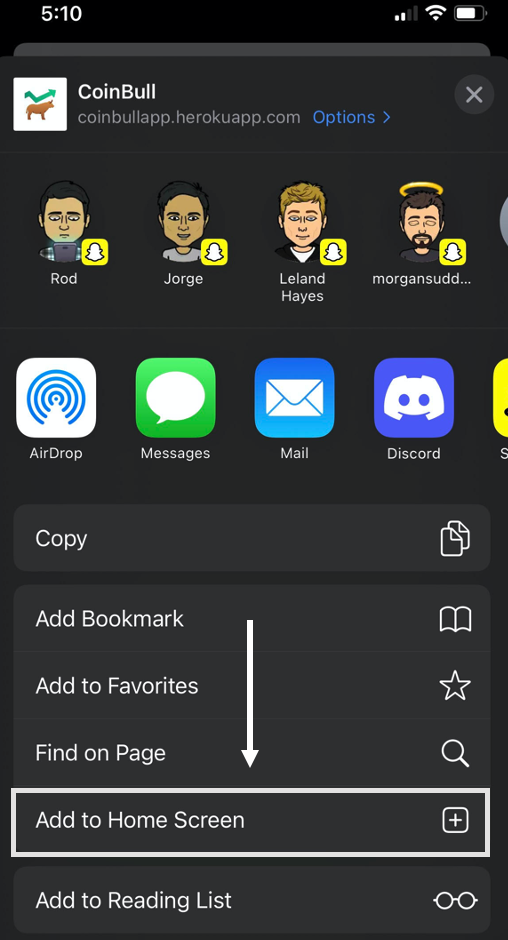 5:10
CoinBull
coinbullapp.herokuapp.com Options >
Rod
Jorge
Leland
Hayes
morgansudd...
AirDrop
Messages
Mail
Discord
S
Copy
Add Bookmark
Add to Favorites
Find on Page
Add to Home Screen
Add to Reading List